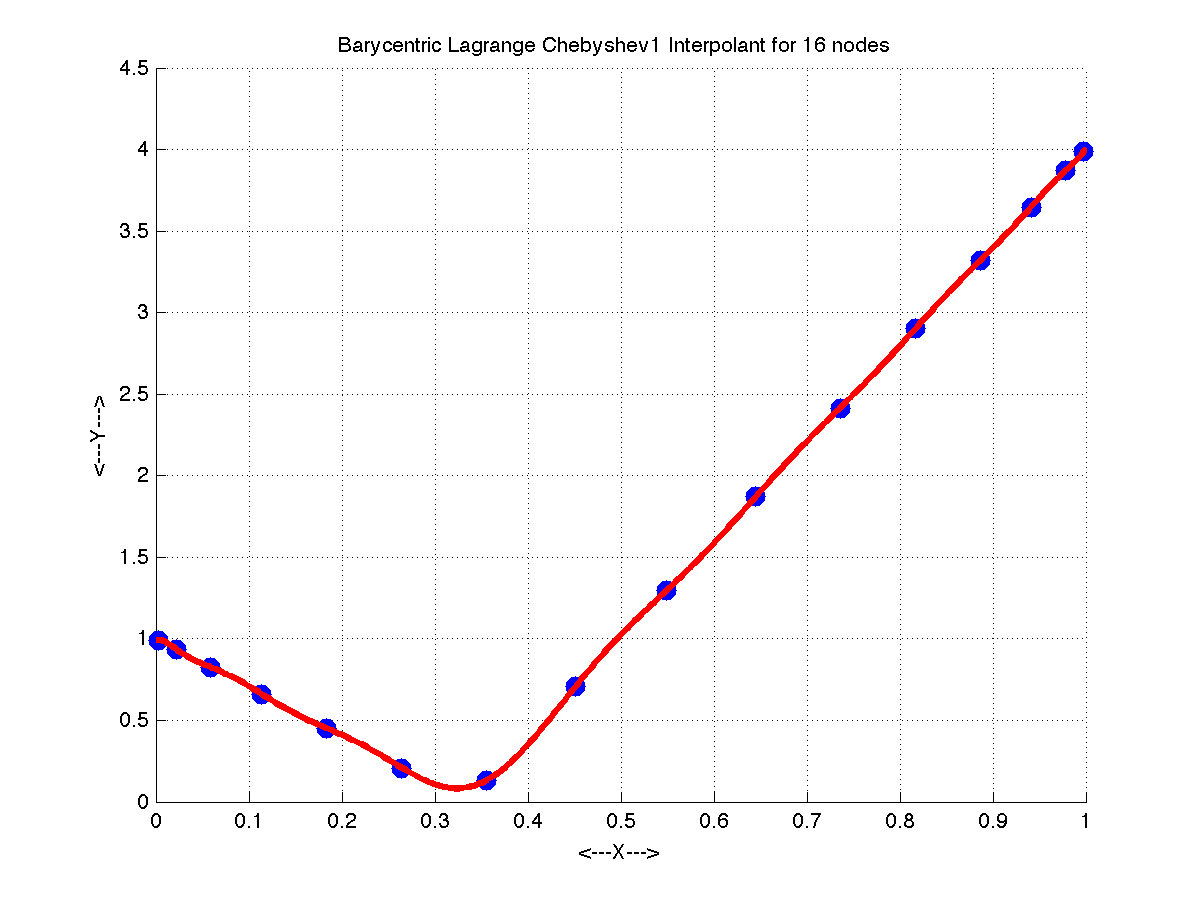 Barycentric Lagrange Chebyshev1 Interpolant for 16 nodes
4.5
4
3.5
3
2.5
2
1.5
1
0.5
0
<---Y--->
0 0.1 0.2 0.3 0.4 0.5 0.6 0.7 0.8 0.9 1
<---X--->